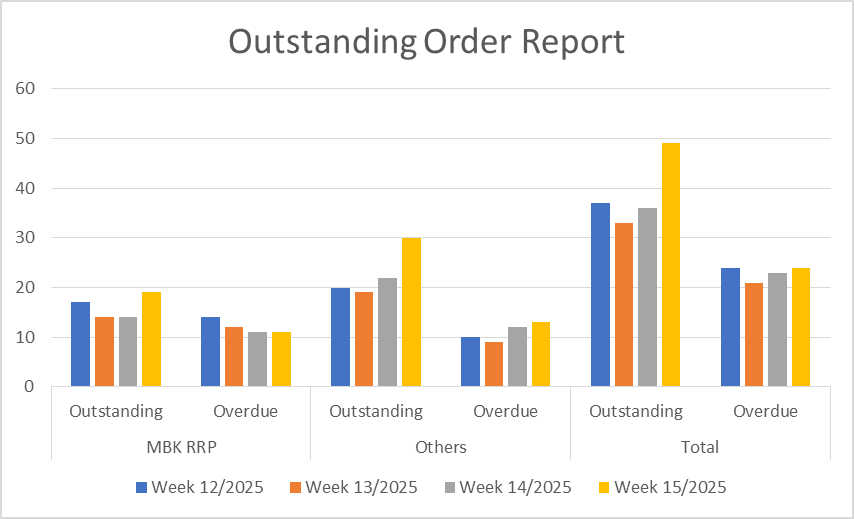 Outstanding Order Report
60
50
40
30
20
10
0
Outstanding Overdue Outstanding Overdue Outstanding Overdue
MBK RRP Others Total
Week 12/2025 Week 13/2025 Week 14/2025 Week 15/2025